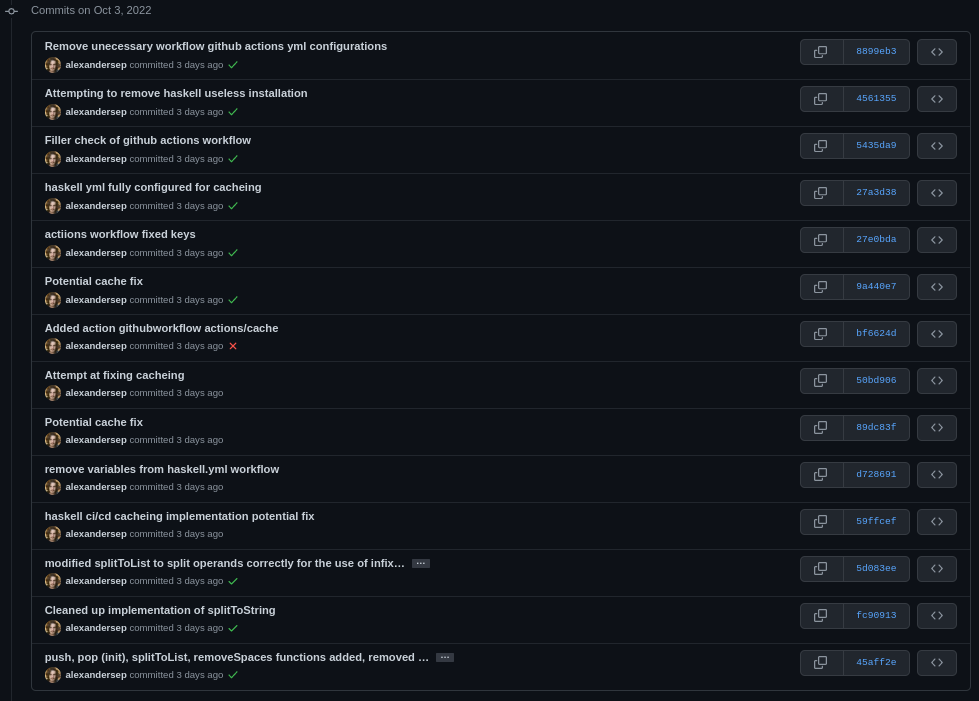 Commits on Oct 3, 2022
Remove unecessary workflow github actions yml configurations
alexandersep committed 3 days ago
8899eb3
Attempting to remove haskell useless installation
alexandersep committed 3 days ago
4561355
Filler check of github actions workflow
alexandersep committed 3 days ago
5435da9
haskell yml fully configured for cacheing
alexandersep committed 3 days ago
27a3d38
actiions workflow fixed keys
alexandersep committed 3 days ago
27e0bda
Potential cache fix
alexandersep committed 3 days ago
9a440e7
Added action githubworkflow actions/cache
alexandersep committed 3 days ago
bf6624d
Attempt at fixing cacheing
alexandersep committed 3 days ago
50bd906
Potential cache fix
alexandersep committed 3 days ago
89dc83f
remove variables from haskell.yml workflow
alexandersep committed 3 days ago
d728691
haskell ci/cd cacheing implementation potential fix
alexandersep committed 3 days ago
59ffcef
modified splitToList to split operands correctly for the use of infix… …
alexandersep committed 3 days ago
5d083ee
Cleaned up implementation of splitToString
alexandersep committed 3 days ago
fc90913
push, pop (init), splitToList, removeSpaces functions added, removed … …
alexandersep committed 3 days ago
45aff2e